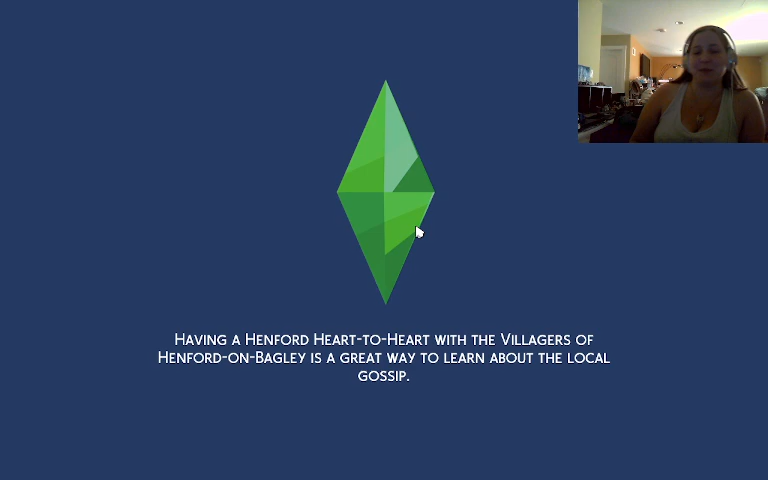 Having a Henford Heart-to-Heart with the Villagers of
Henford-on-Bagley is a great way to learn about the local
gossip.